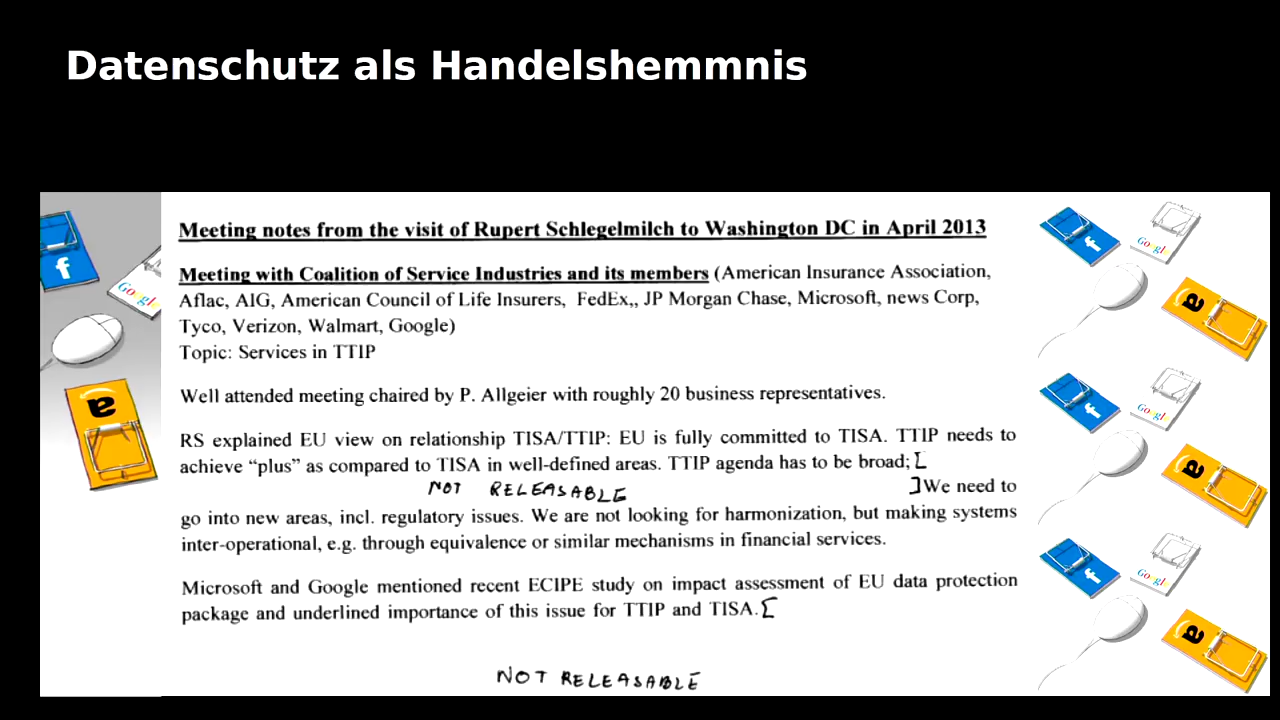 Datenschutz als Handelshemmnis
Meeting notes from the visit of Rupert Schlegelmilch to Washington DC in April 2013
Meeting with Coalition of Service Industries and its members (American Insurance Association,
Aflac, AIG, American Council of Life Insurers, FedEx,, JP Morgan Chase, Microsoft, news Corp,
Tyco, Verizon, Walmart, Google)
Topic: Services in TTIP
Well attended meeting chaired by P. Allgeier with roughly 20 business representatives.
RS explained EU view on relationship TISA/TTIP: EU is fully committed to TISA. TTIP needs to
achieve “plus” as compared to TISA in well-defined areas. TTIP agenda has to be broad; [
NOT RELEASABLE ] We need to
go into new areas, incl. regulatory issues. We are not looking for harmonization, but making systems
inter-operational, e.g. through equivalence or similar mechanisms in financial services.
Microsoft and Google mentioned recent ECIPE study on impact assessment of EU data protection
package and underlined importance of this issue for TTIP and TISA. [
NOT RELEASABLE
f
Google
a
f
Google
a
f
Google
a
f
Google
a